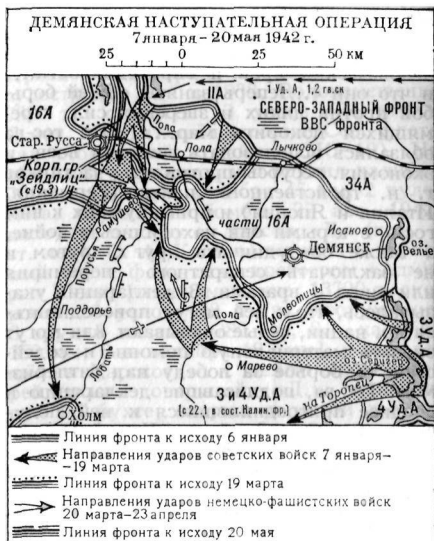 ДЕМЯНСКАЯ НАСТУПАТЕЛЬНАЯ ОПЕРАЦИЯ
7 января – 20 мая 1942 г.
25 0 25 50 км
1 Уд. А, 1,2 гв.ск
16А
11А
СЕВЕРО-ЗАПАДНЫЙ ФРОНТ
ВВС фронта
Стар. Русса
Пола
Пола
Лычково
Корп. гр.
"Зейдлиц"
(с 19.3)
34А
Рамушево
части 16А
Исаково
оз. Велье
Демянск
Порусья
Молвотицы
Поддорье
Пола
Ловать
3 Уд. А
Марево
оз. Селигер
3 и 4 Уд. А
на Торопец
[с 22.1 в сост. Калин. фр.]
4 Уд. А
Холм
Линия фронта к исходу 6 января
Направления ударов советских войск 7 января–
–19 марта
Линия фронта к исходу 19 марта
Направления ударов немецко-фашистских войск
20 марта–23 апреля
Линия фронта к исходу 20 мая